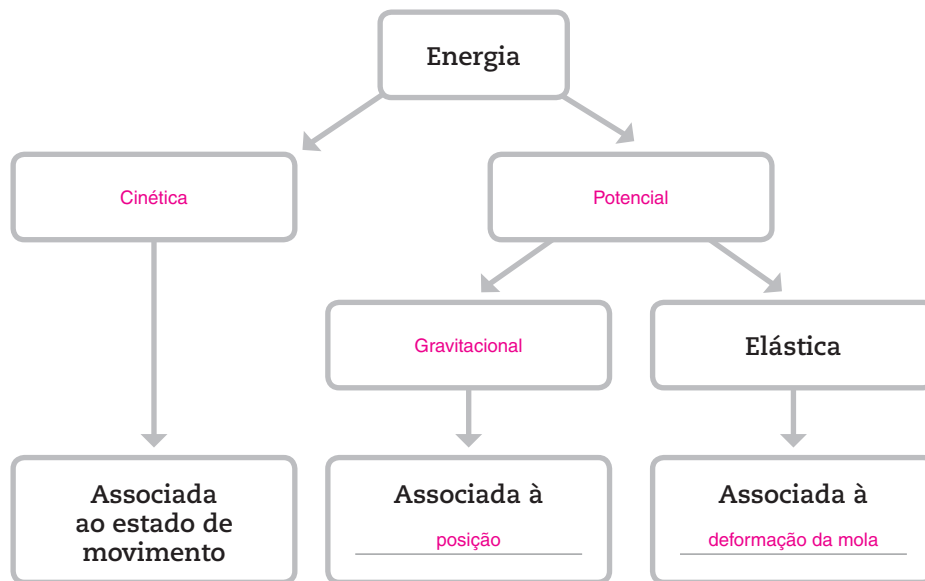 Energia
Cinética
Potencial
Gravitacional
Elástica
Associada
ao estado de
movimento
Associada à
posição
Associada à
deformação da mola